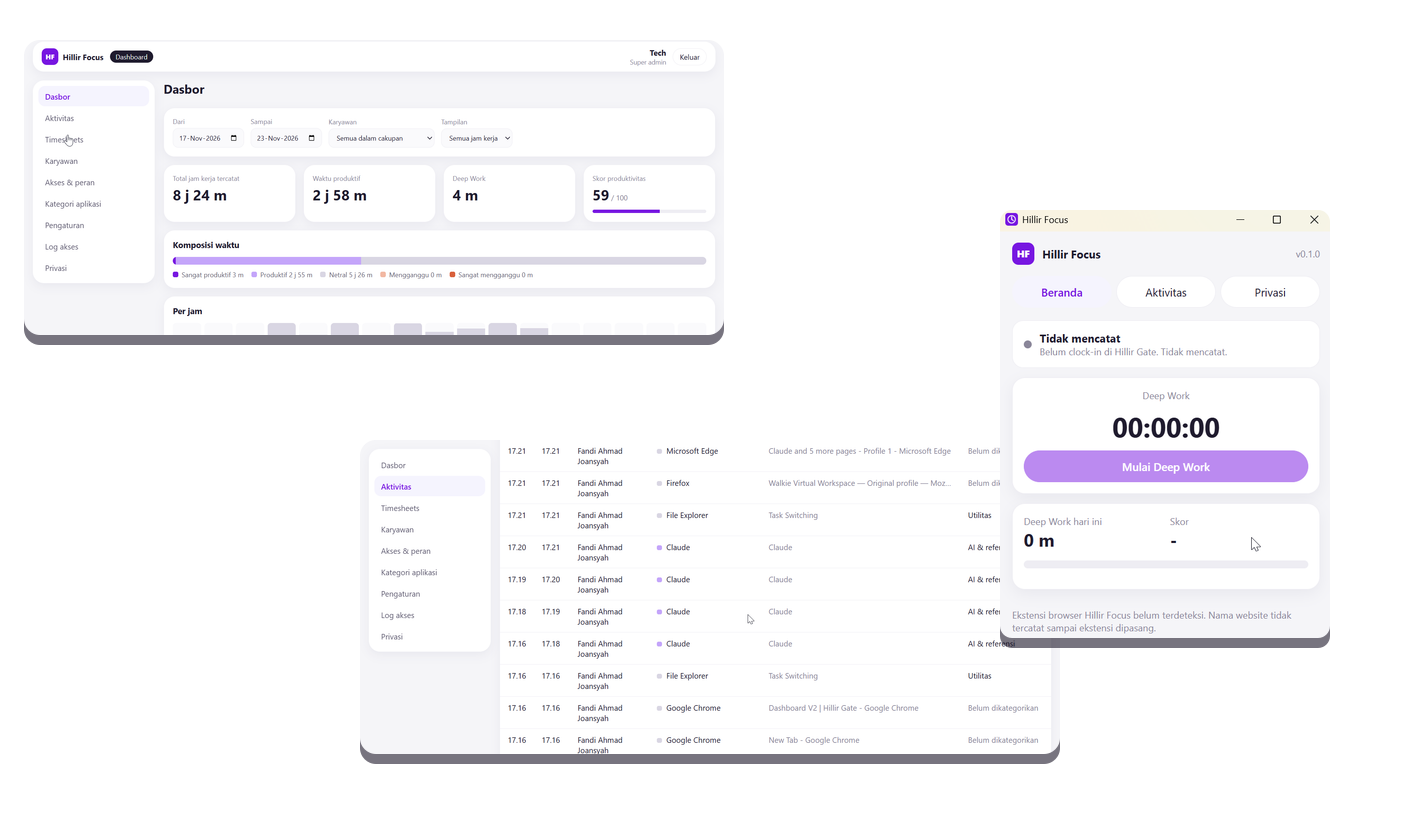 HF Hillir Focus Dashboard
Tech
Super admin
Keluar
Dasbor
Aktivitas
Timesheets
Karyawan
Akses & peran
Kategori aplikasi
Pengaturan
Log akses
Privasi
Dasbor
Dari Sampai Karyawan Tampilan
17-Nov-2026 23-Nov-2026 Semua dalam cakupan Semua jam kerja
Total jam kerja tercatat
8 j 24 m
Waktu produktif
2 j 58 m
Deep Work
4 m
Skor produktivitas
59 / 100
Komposisi waktu
Sangat produktif 3 m Produktif 2 j 55 m Netral 5 j 26 m Mengganggu 0 m Sangat mengganggu 0 m
Per jam
Hillir Focus
HF Hillir Focus v0.1.0
Beranda Aktivitas Privasi
Tidak mencatat
Belum clock-in di Hillir Gate. Tidak mencatat.
Deep Work
00:00:00
Mulai Deep Work
Deep Work hari ini Skor
0 m -
Ekstensi browser Hillir Focus belum terdeteksi. Nama website tidak
tercatat sampai ekstensi dipasang.
Dasbor
Aktivitas
Timesheets
Karyawan
Akses & peran
Kategori aplikasi
Pengaturan
Log akses
Privasi
17.21 17.21 Fandi Ahmad Microsoft Edge Claude and 5 more pages - Profile 1 - Microsoft Edge Belum
Joansyah
17.21 17.21 Fandi Ahmad Firefox Walkie Virtual Workspace — Original profile — Moz... Belum
Joansyah
17.21 17.21 Fandi Ahmad File Explorer Task Switching Utilitas
Joansyah
17.20 17.21 Fandi Ahmad Claude Claude AI &
Joansyah
17.19 17.20 Fandi Ahmad Claude Claude AI &
Joansyah
17.18 17.19 Fandi Ahmad Claude Claude AI &
Joansyah
17.16 17.18 Fandi Ahmad Claude Claude AI & referensi
Joansyah
17.16 17.16 Fandi Ahmad File Explorer Task Switching Utilitas
Joansyah
17.16 17.16 Fandi Ahmad Google Chrome Dashboard V2 | Hillir Gate - Google Chrome Belum dikategorikan
Joansyah
17.16 17.16 Fandi Ahmad Google Chrome New Tab - Google Chrome Belum dikategorikan
Joansyah